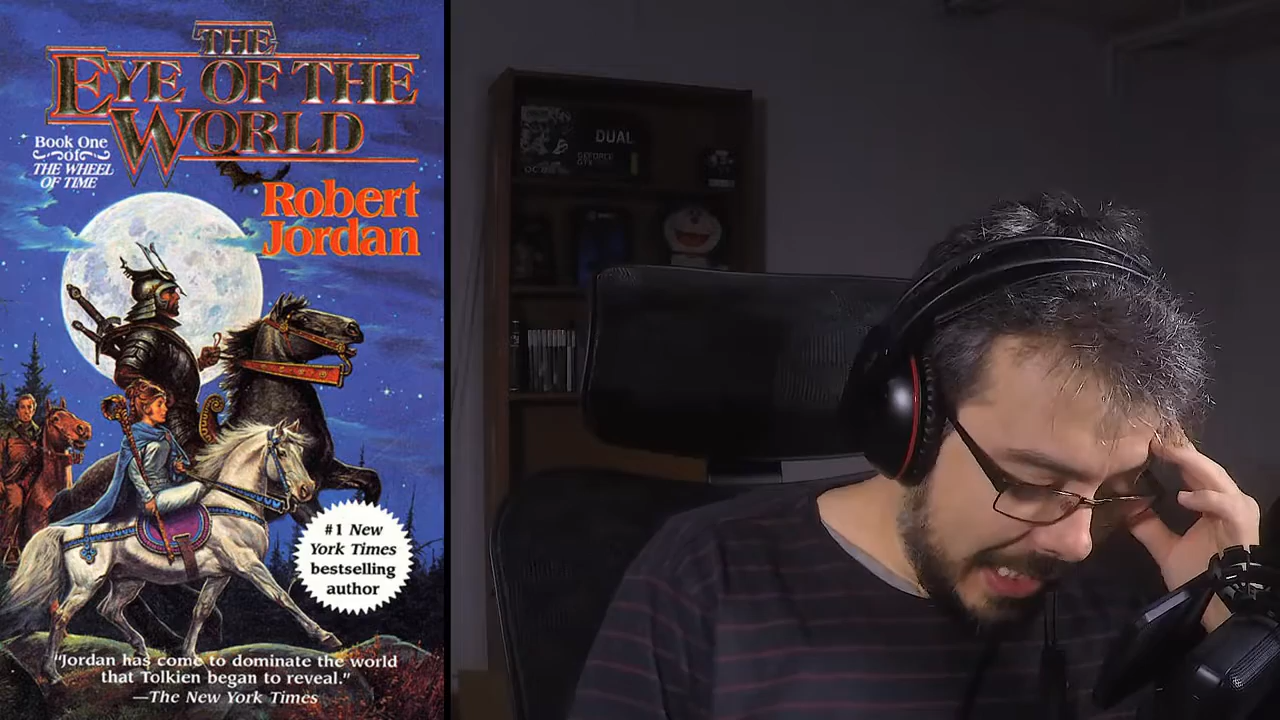 THE
EYE OF THE
WORLD
Book One
of
THE WHEEL
OF TIME
Robert
Jordan
#1 New
York Times
bestselling
author
"Jordan has come to dominate the world
that Tolkien began to reveal."
—The New York Times
DUAL
GEFORCE